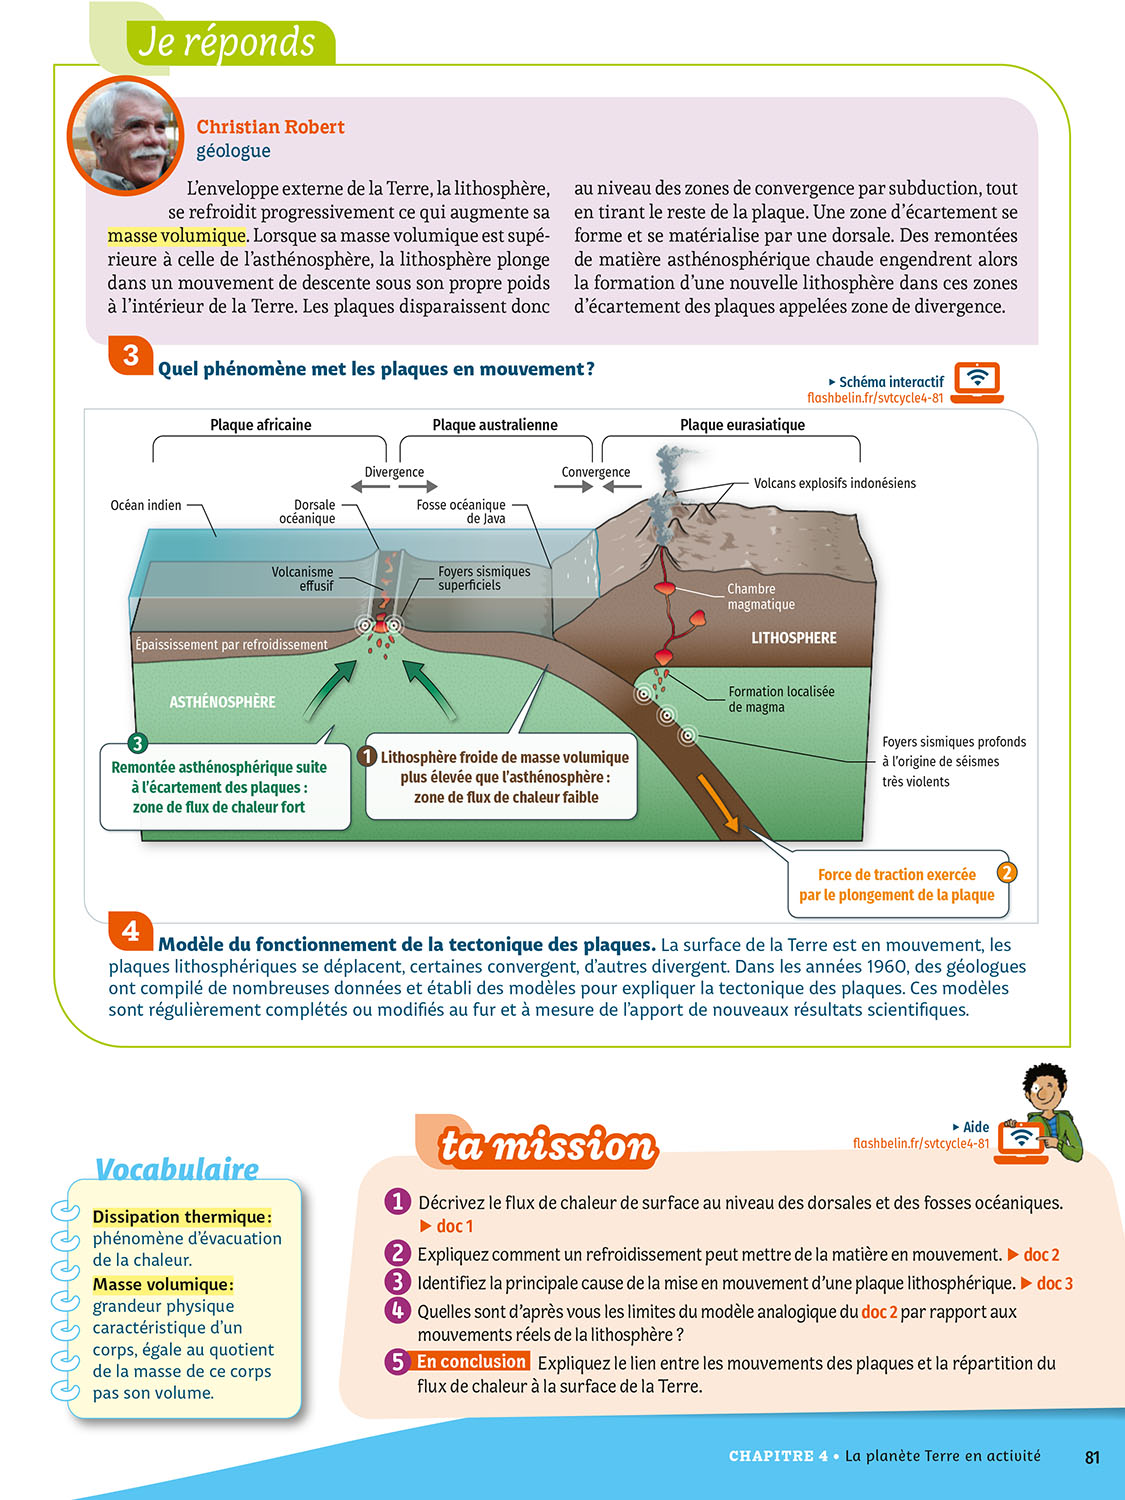 Je réponds
Christian Robert
géologue
L'enveloppe externe de la Terre, la lithosphère,
se refroidit progressivement ce qui augmente sa
masse volumique. Lorsque sa masse volumique est supé-
rieure à celle de l'asthénosphère, la lithosphère plonge
dans un mouvement de descente sous son propre poids
à l'intérieur de la Terre. Les plaques disparaissent donc
au niveau des zones de convergence par subduction, tout
en tirant le reste de la plaque. Une zone d'écartement se
forme et se matérialise par une dorsale. Des remontées
de matière asthénosphérique chaude engendrent alors
la formation d'une nouvelle lithosphère dans ces zones
d'écartement des plaques appelées zone de divergence.
3 Quel phénomène met les plaques en mouvement ?
▸ Schéma interactif
flashbelin.fr/svtcycle4-81
Plaque africaine
Plaque australienne
Plaque eurasiatique
Divergence
Convergence
Volcans explosifs indonésiens
Océan indien
Dorsale
océanique
Fosse océanique
de Java
Volcanisme
effusif
Foyers sismiques
superficiels
Chambre
magmatique
LITHOSPHERE
Épaississement par refroidissement
ASTHÉNOSPHÈRE
Formation localisée
de magma
Foyers sismiques profonds
à l'origine de séismes
très violents
3
Remontée asthénosphérique suite
à l'écartement des plaques :
zone de flux de chaleur fort
1 Lithosphère froide de masse volumique
plus élevée que l'asthénosphère :
zone de flux de chaleur faible
Force de traction exercée 2
par le plongement de la plaque
4 Modèle du fonctionnement de la tectonique des plaques. La surface de la Terre est en mouvement, les
plaques lithosphériques se déplacent, certaines convergent, d'autres divergent. Dans les années 1960, des géologues
ont compilé de nombreuses données et établi des modèles pour expliquer la tectonique des plaques. Ces modèles
sont régulièrement complétés ou modifiés au fur et à mesure de l'apport de nouveaux résultats scientifiques.
Vocabulaire
Dissipation thermique :
phénomène d'évacuation
de la chaleur.
Masse volumique :
grandeur physique
caractéristique d'un
corps, égale au quotient
de la masse de ce corps
pas son volume.
ta mission
▸ Aide
flashbelin.fr/svtcycle4-81
1 Décrivez le flux de chaleur de surface au niveau des dorsales et des fosses océaniques.
▶ doc 1
2 Expliquez comment un refroidissement peut mettre de la matière en mouvement. ▶ doc 2
3 Identifiez la principale cause de la mise en mouvement d'une plaque lithosphérique. ▶ doc 3
4 Quelles sont d'après vous les limites du modèle analogique du doc 2 par rapport aux
mouvements réels de la lithosphère ?
5 En conclusion Expliquez le lien entre les mouvements des plaques et la répartition du
flux de chaleur à la surface de la Terre.
CHAPITRE 4 • La planète Terre en activité 81